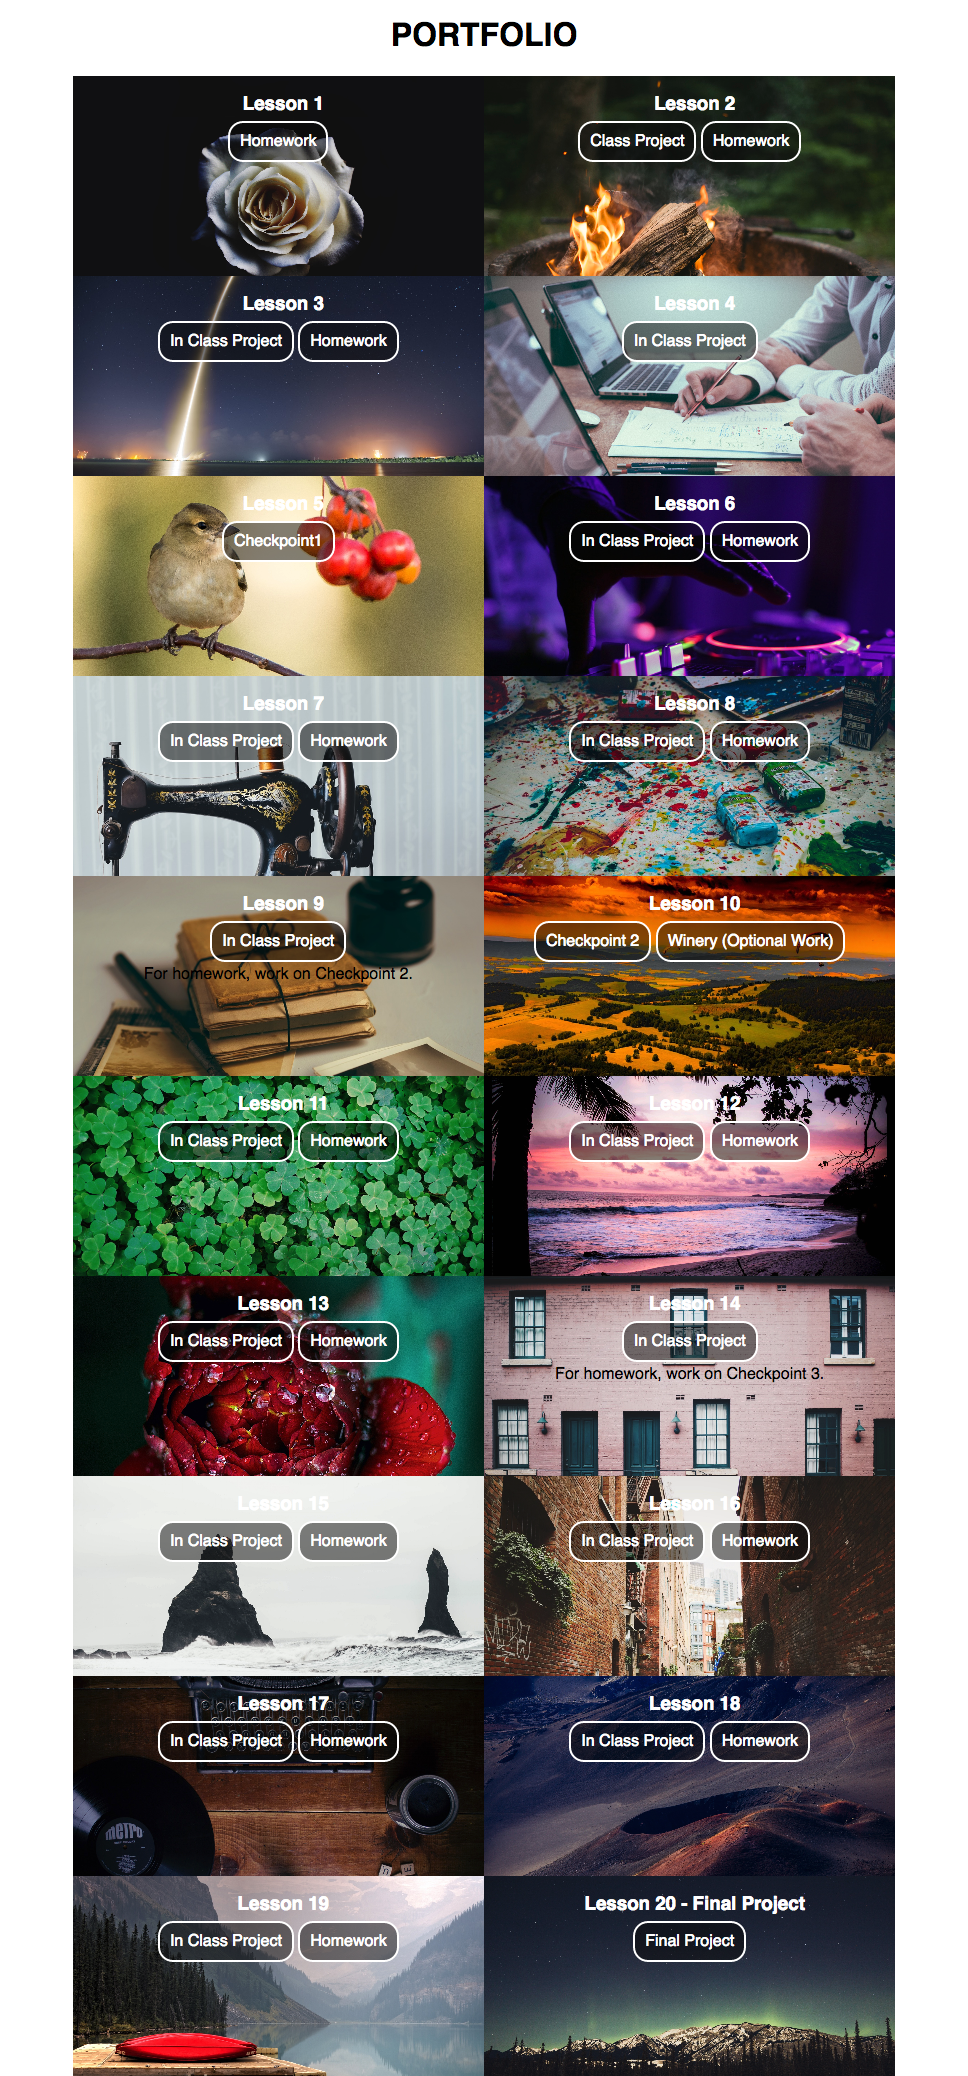 PORTFOLIO
Lesson 1
Homework
Lesson 2
Class Project Homework
Lesson 3
In Class Project Homework
Lesson 4
In Class Project
Lesson 5
Checkpoint1
Lesson 6
In Class Project Homework
Lesson 7
In Class Project Homework
Lesson 8
In Class Project Homework
Lesson 9
In Class Project
For homework, work on Checkpoint 2.
Lesson 10
Checkpoint 2 Winery (Optional Work)
Lesson 11
In Class Project Homework
Lesson 12
In Class Project Homework
Lesson 13
In Class Project Homework
Lesson 14
In Class Project
For homework, work on Checkpoint 3.
Lesson 15
In Class Project Homework
Lesson 16
In Class Project Homework
Lesson 17
In Class Project Homework
metro
Lesson 18
In Class Project Homework
Lesson 19
In Class Project Homework
Lesson 20 - Final Project
Final Project